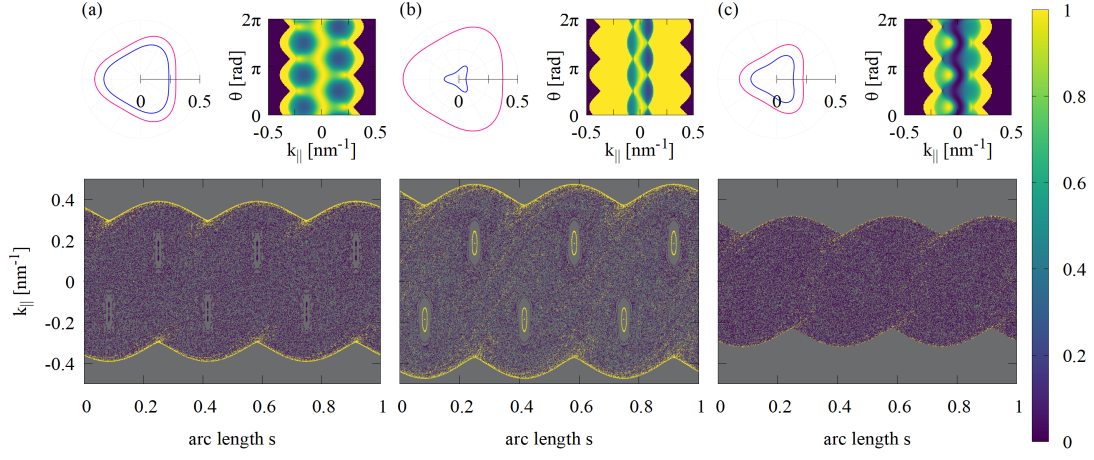 (a)
(b)
(c)
0
0.5
0
0.5
0
0.5
θ [rad]
2π
π
0
-0.5
0
0.5
k|| [nm-1]
θ [rad]
2π
π
0
-0.5
0
0.5
k|| [nm-1]
θ [rad]
2π
π
0
-0.5
0
0.5
k|| [nm-1]
k|| [nm-1]
0.4
0.2
0
-0.2
-0.4
0 0.2 0.4 0.6 0.8 1
arc length s
0 0.2 0.4 0.6 0.8 1
arc length s
0 0.2 0.4 0.6 0.8 1
arc length s
1
0.8
0.6
0.4
0.2
0